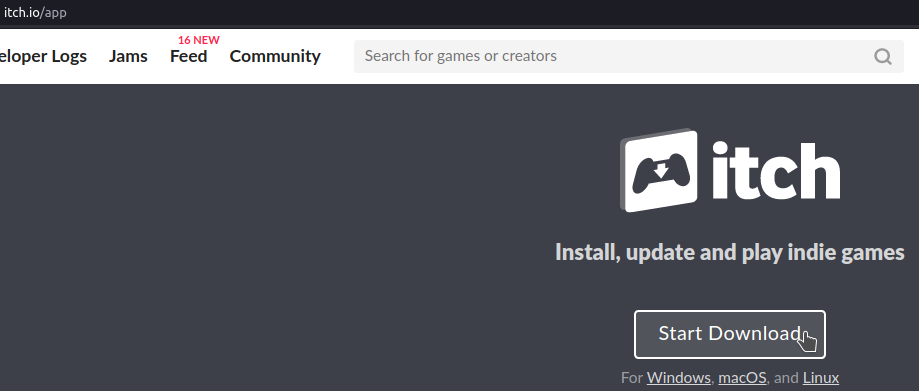 itch.io/app
eloper Logs Jams Feed 16 NEW Community Search for games or creators
itch
Install, update and play indie games
Start Download
For Windows, macOS, and Linux